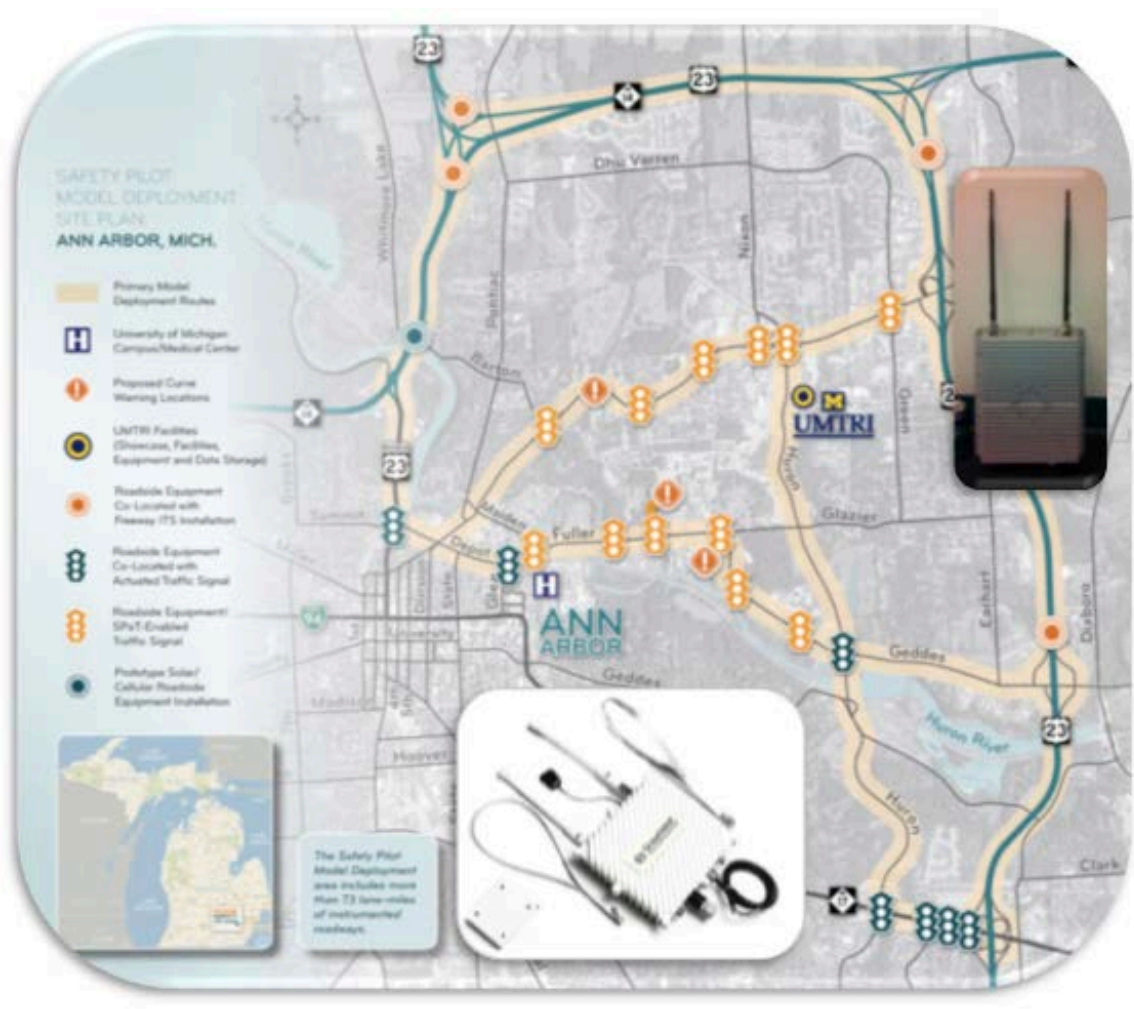 SAFETY PILOT
MODEL DEPLOYMENT
SITE PLAN:
ANN ARBOR, MICH.
Primary Model
Deployment Routes
University of Michigan
Campus/Medical Center
Proposed Curve
Warning Locations
UMTRI Facilities
(Showcase, Facilities,
Equipment and Data Storage)
Roadside Equipment
Co-Located with
Freeway ITS Installation
Roadside Equipment
Co-Located with
Actuated Traffic Signal
Roadside Equipment/
SPaT-Enabled
Traffic Signal
Prototype Solar/
Cellular Roadside
Equipment Installation
The Safety Pilot
Model Deployment
area includes more
than 73 lane-miles
of instrumented
roadways.
23
14
23
Whitmore Lake
Dhu Varren
Nixon
Pontiac
Barton
Green
UMTRI
M
H
23
Huron
Glazier
Summit
Maiden
Fuller
Depot
Glen
Division
State
H
ANN
ARBOR
University
94
Geddes
Geddes
Earhart
Dixboro
Madison
Hoover
Huron River
23
Huron
17
Clark